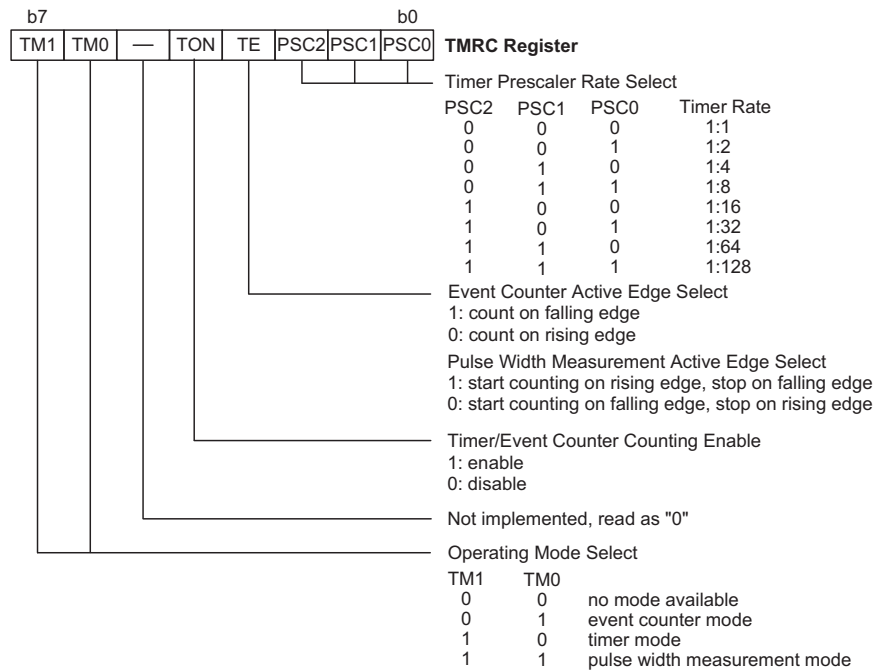 b7 b0
TM1 TM0 — TON TE PSC2 PSC1 PSC0 TMRC Register
Timer Prescaler Rate Select
PSC2 PSC1 PSC0 Timer Rate
0 0 0 1:1
0 0 1 1:2
0 1 0 1:4
0 1 1 1:8
1 0 0 1:16
1 0 1 1:32
1 1 0 1:64
1 1 1 1:128
Event Counter Active Edge Select
1: count on falling edge
0: count on rising edge
Pulse Width Measurement Active Edge Select
1: start counting on rising edge, stop on falling edge
0: start counting on falling edge, stop on rising edge
Timer/Event Counter Counting Enable
1: enable
0: disable
Not implemented, read as "0"
Operating Mode Select
TM1 TM0
0 0 no mode available
0 1 event counter mode
1 0 timer mode
1 1 pulse width measurement mode